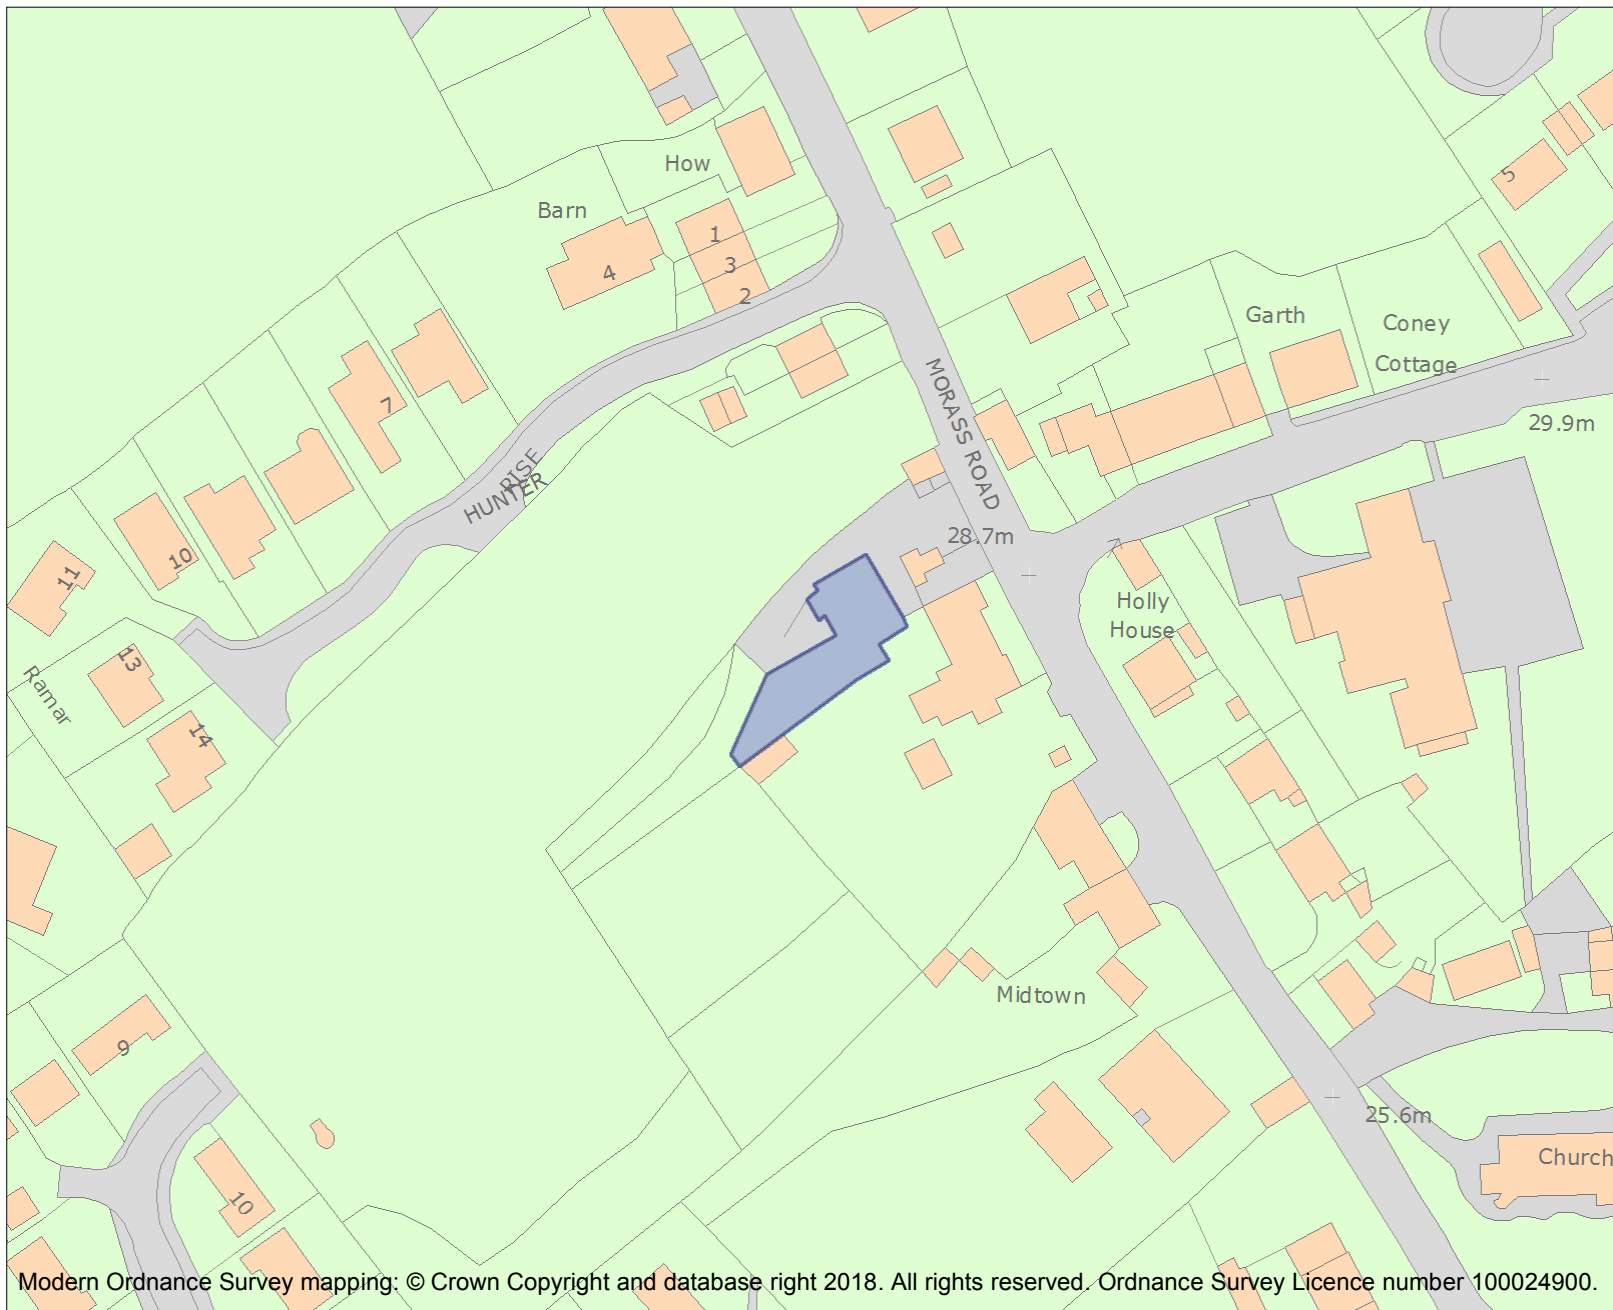 How
Barn
1
4
3
2
5
Garth
Coney
Cottage
7
MORASS ROAD
29.9m
HUNTER
RISE
28.7m
10
11
Holly
House
13
Ramar
14
Midtown
9
25.6m
Church
10
Modern Ordnance Survey mapping: © Crown Copyright and database right 2018. All rights reserved. Ordnance Survey Licence number 100024900.